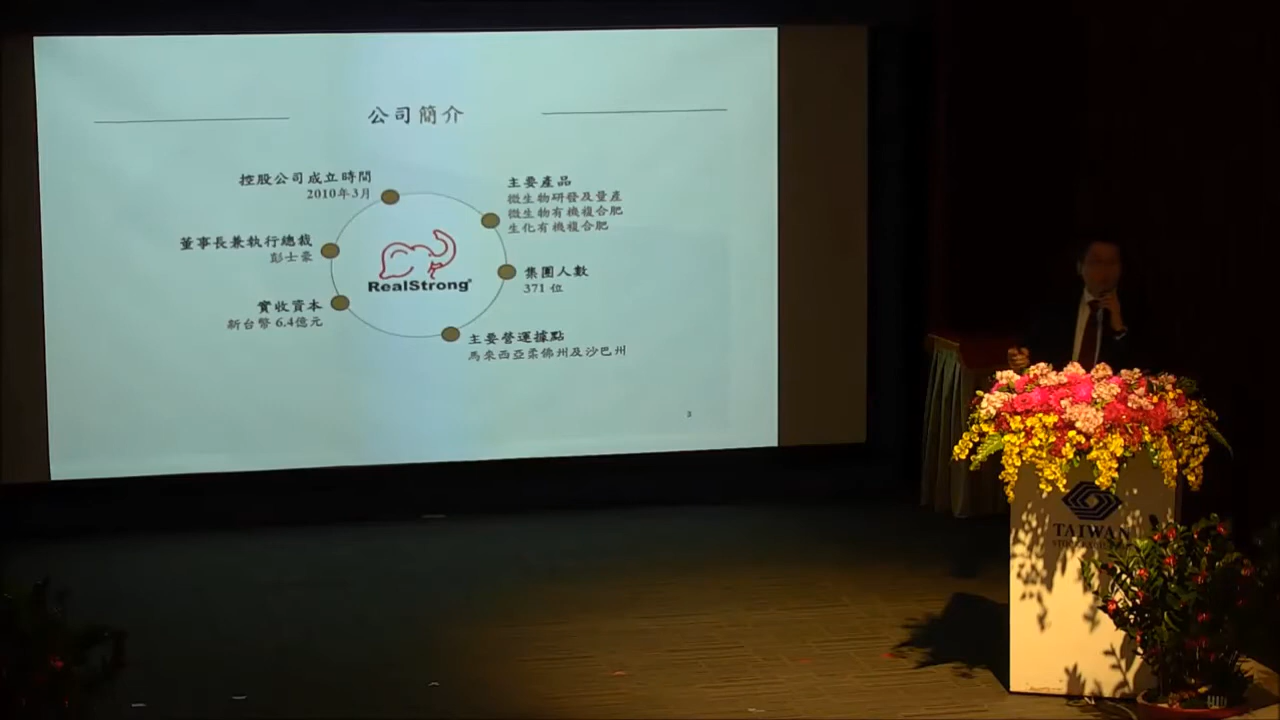 公司簡介
控股公司成立時間
2010年3月
主要產品
微生物研發及量產
微生物有機複合肥
生化有機複合肥
董事長兼執行總裁
彭士豪
RealStrong
集團人數
371 位
實收資本
新台幣 6.4億元
主要營運據點
馬來西亞柔佛州及沙巴州
3
TAIWAN